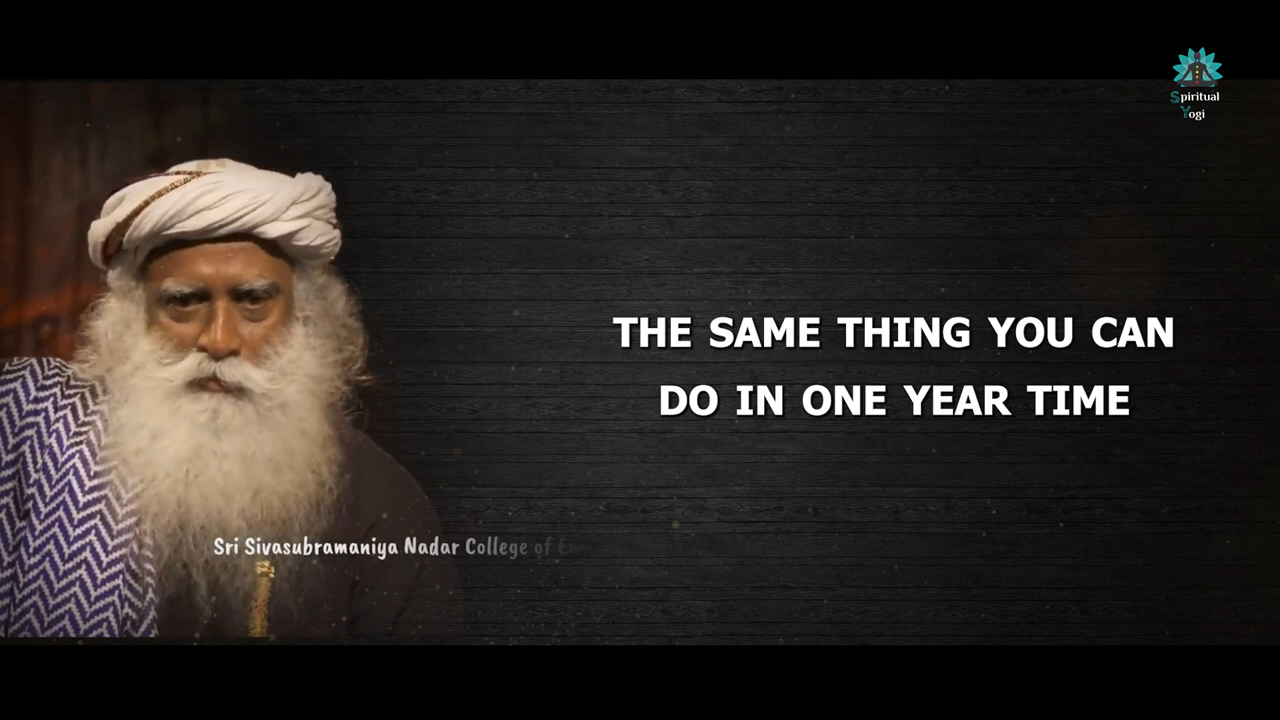 Spiritual
Yogi
THE SAME THING YOU CAN
DO IN ONE YEAR TIME
Sri Sivasubramaniya Nadar College of